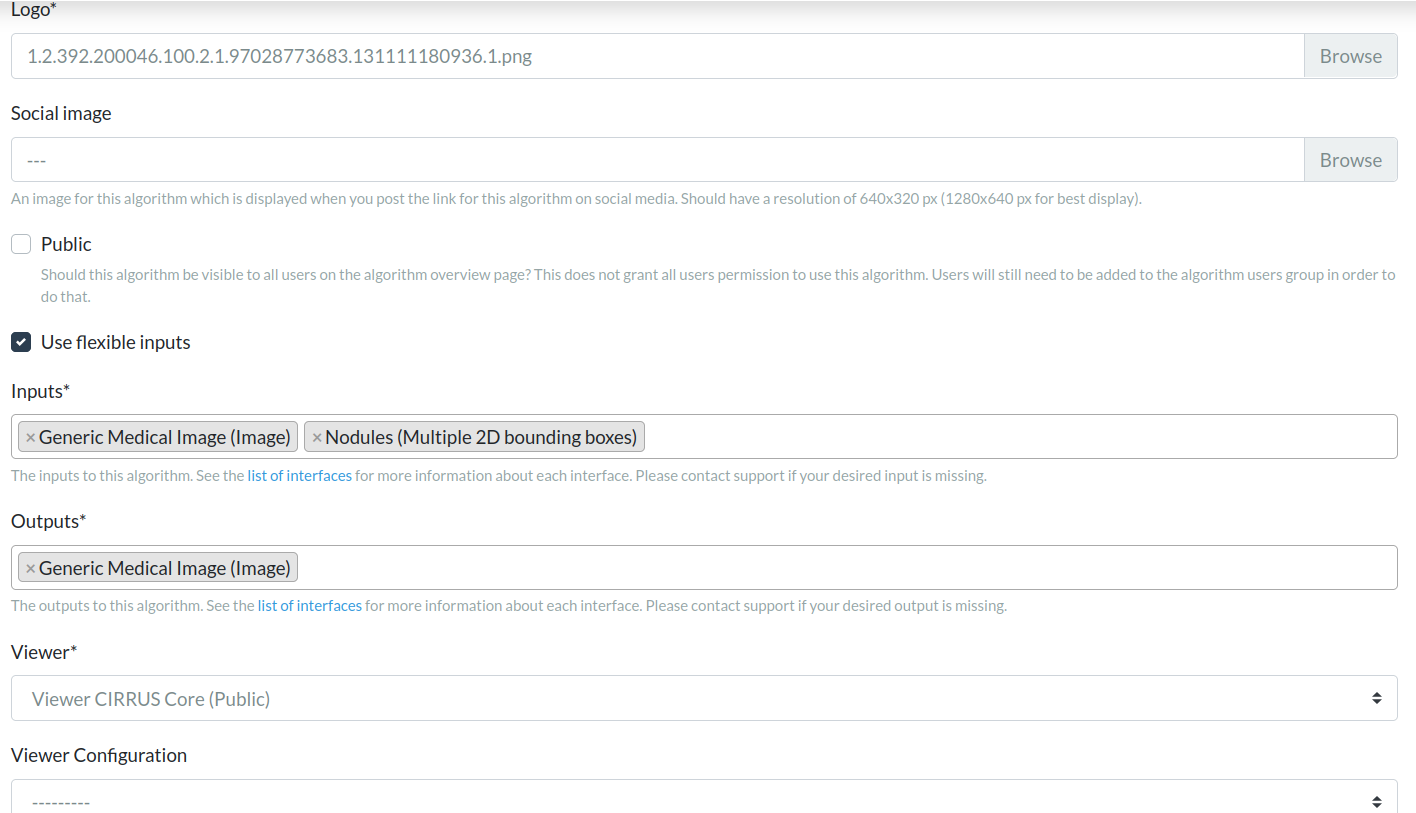 Logo*
1.2.392.200046.100.2.1.97028773683.131111180936.1.png
Browse
Social image
---
Browse
An image for this algorithm which is displayed when you post the link for this algorithm on social media. Should have a resolution of 640x320 px (1280x640 px for best display).
Public
Should this algorithm be visible to all users on the algorithm overview page? This does not grant all users permission to use this algorithm. Users will still need to be added to the algorithm users group in order to
do that.
Use flexible inputs
Inputs*
×Generic Medical Image (Image) ×Nodules (Multiple 2D bounding boxes)
The inputs to this algorithm. See the list of interfaces for more information about each interface. Please contact support if your desired input is missing.
Outputs*
×Generic Medical Image (Image)
The outputs to this algorithm. See the list of interfaces for more information about each interface. Please contact support if your desired output is missing.
Viewer*
Viewer CIRRUS Core (Public)
Viewer Configuration
---------